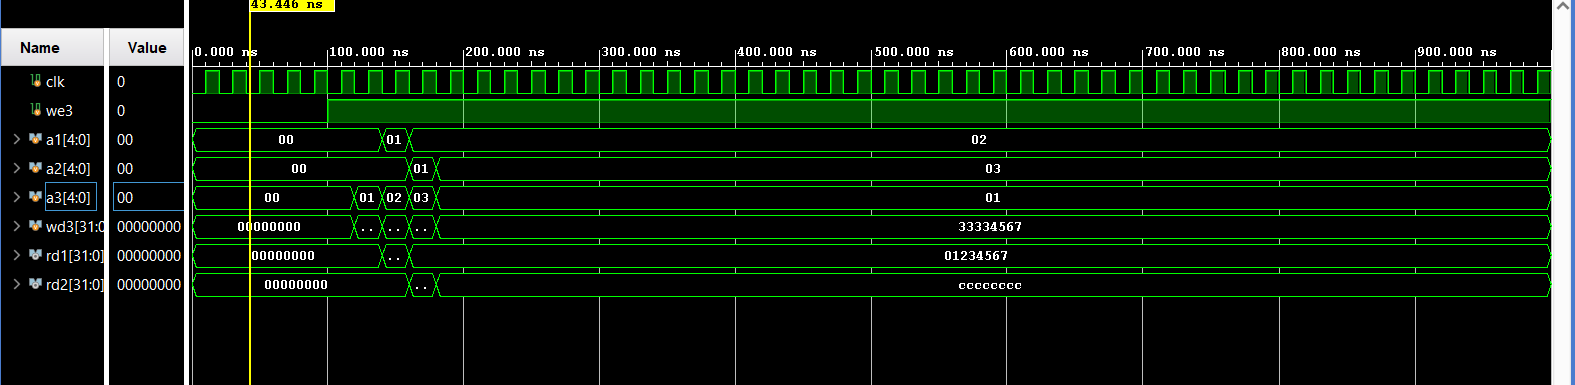 43.446 ns
Name Value
0.000 ns 100.000 ns 200.000 ns 300.000 ns 400.000 ns 500.000 ns 600.000 ns 700.000 ns 800.000 ns 900.000 ns
clk 0
we3 0
a1[4:0] 00 00 01 02
a2[4:0] 00 00 01 03
a3[4:0] 00 00 01 02 03 01
wd3[31:0 00000000 00000000 .. .. .. 33334567
rd1[31:0] 00000000 00000000 .. 01234567
rd2[31:0] 00000000 00000000 .. cccccccc